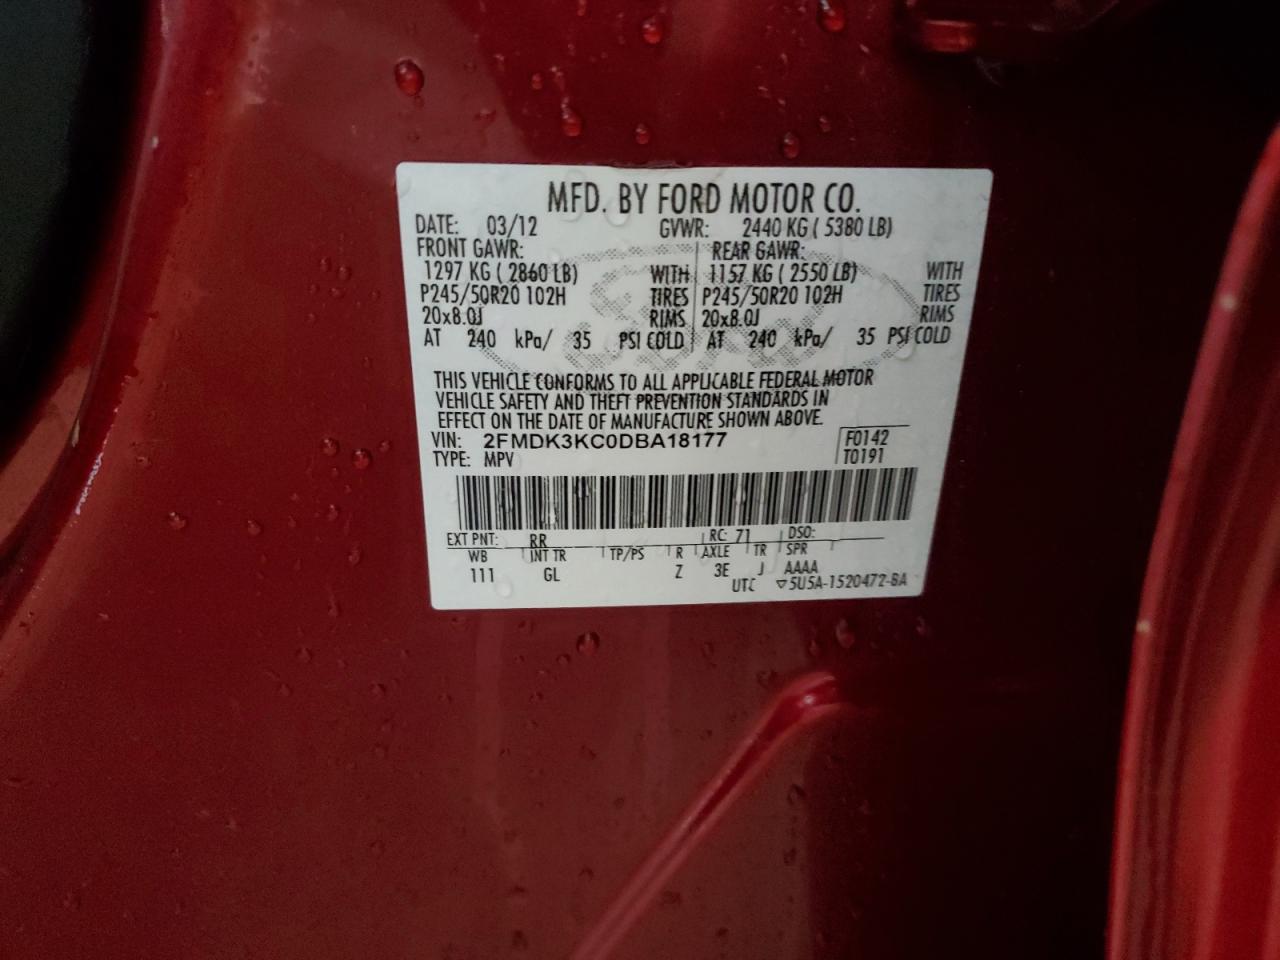 MFD. BY FORD MOTOR CO.
DATE: 03/12 GVWR: 2440 KG ( 5380 LB)
FRONT GAWR: REAR GAWR:
1297 KG ( 2860 LB) WITH 1157 KG ( 2550 LB) WITH
P245/50R20 102H TIRES P245/50R20 102H TIRES
20x8.0J RIMS 20x8.0J RIMS
AT 240 kPa/ 35 PSI COLD AT 240 kPa/ 35 PSI COLD
THIS VEHICLE CONFORMS TO ALL APPLICABLE FEDERAL MOTOR
VEHICLE SAFETY AND THEFT PREVENTION STANDARDS IN
EFFECT ON THE DATE OF MANUFACTURE SHOWN ABOVE.
VIN: 2FMDK3KC0DBA18177 F0142
TYPE: MPV T0191
EXT PNT: RR RC: 71 DSO:
WB INT TR TP/PS R AXLE TR SPR
111 GL Z 3E J AAAA
UTC ▽5U5A-1520472-BA